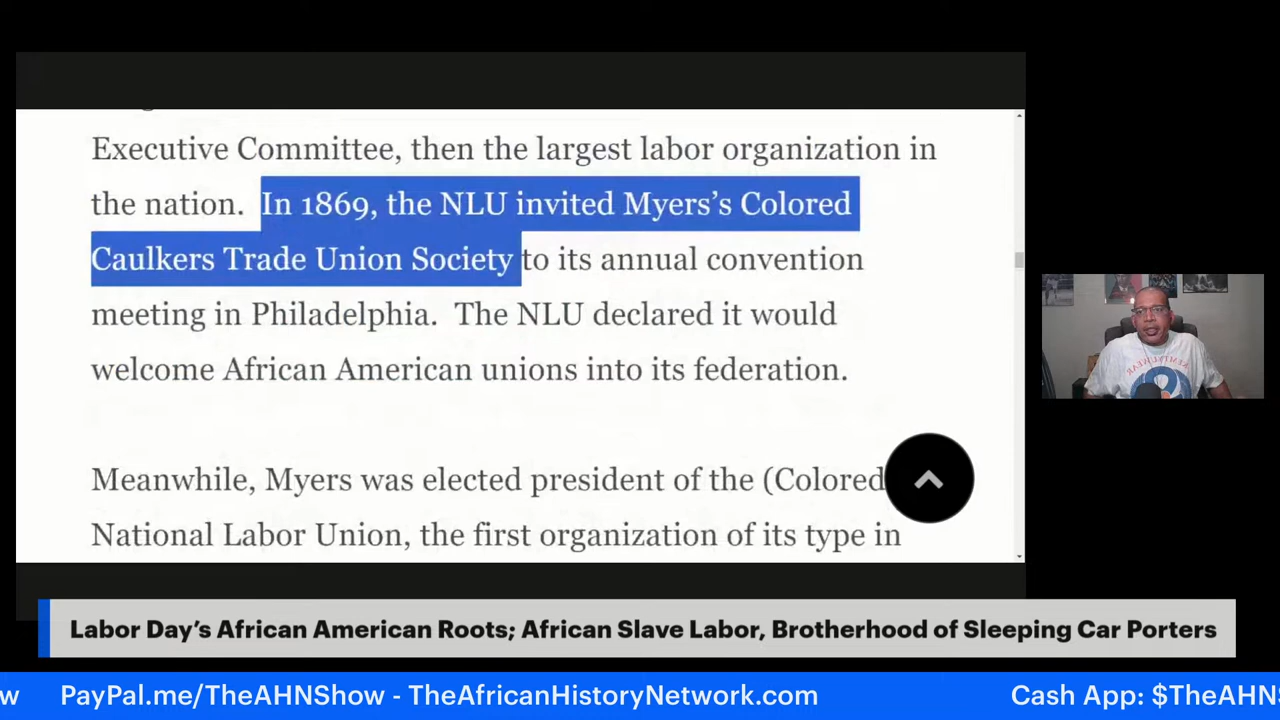 Executive Committee, then the largest labor organization in
the nation.  In 1869, the NLU invited Myers’s Colored
Caulkers Trade Union Society to its annual convention
meeting in Philadelphia.  The NLU declared it would
welcome African American unions into its federation.
Meanwhile, Myers was elected president of the (Colored
National Labor Union, the first organization of its type in
Labor Day’s African American Roots; African Slave Labor, Brotherhood of Sleeping Car Porters
PayPal.me/TheAHNShow - TheAfricanHistoryNetwork.com Cash App: $TheAHN